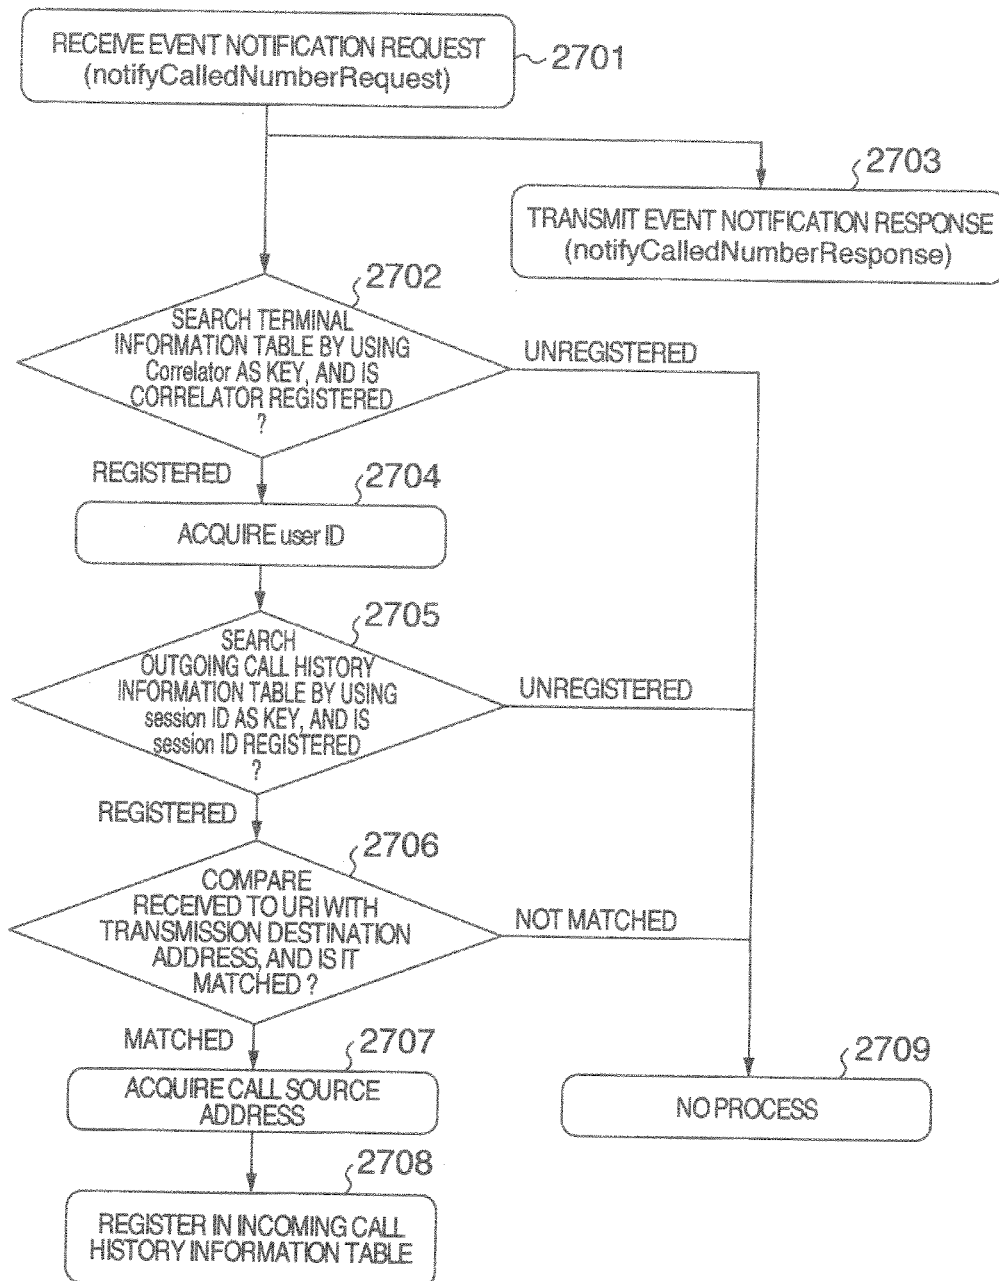 RECEIVE EVENT NOTIFICATION REQUEST
(notifyCalledNumberRequest)
2701
2703
TRANSMIT EVENT NOTIFICATION RESPONSE
(notifyCalledNumberResponse)
2702
SEARCH TERMINAL
INFORMATION TABLE BY USING
Correlator AS KEY, AND IS
CORRELATOR REGISTERED
?
UNREGISTERED
REGISTERED
2704
ACQUIRE user ID
2705
SEARCH
OUTGOING CALL HISTORY
INFORMATION TABLE BY USING
session ID AS KEY, AND IS
session ID REGISTERED
?
UNREGISTERED
REGISTERED
2706
COMPARE
RECEIVED TO URI WITH
TRANSMISSION DESTINATION
ADDRESS, AND IS IT
MATCHED ?
NOT MATCHED
MATCHED
2707
ACQUIRE CALL SOURCE
ADDRESS
2709
NO PROCESS
2708
REGISTER IN INCOMING CALL
HISTORY INFORMATION TABLE